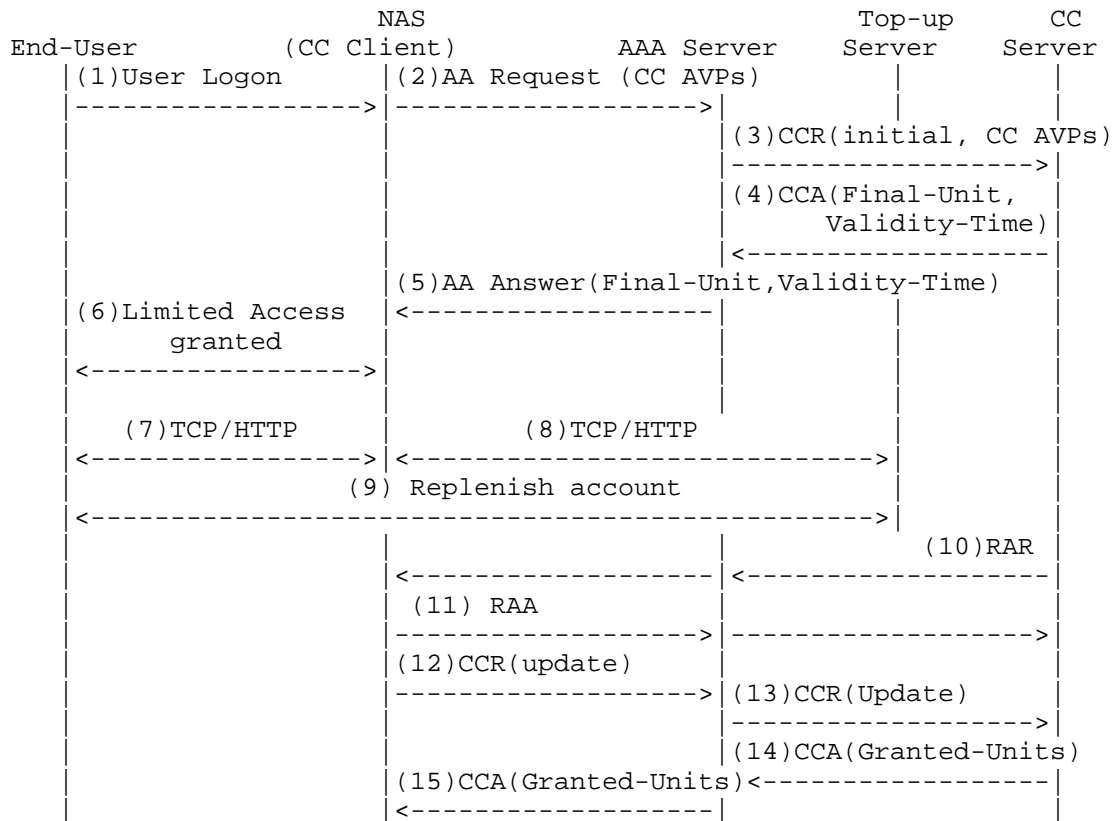 NAS Top-up CC
End-User (CC Client) AAA Server Server Server
(1)User Logon (2)AA Request (CC AVPs)
(3)CCR(initial, CC AVPs)
(4)CCA(Final-Unit,
Validity-Time)
(5)AA Answer(Final-Unit,Validity-Time)
(6)Limited Access
granted
(7)TCP/HTTP (8)TCP/HTTP
(9) Replenish account
(10)RAR
(11) RAA
(12)CCR(update)
(13)CCR(Update)
(14)CCA(Granted-Units)
(15)CCA(Granted-Units)